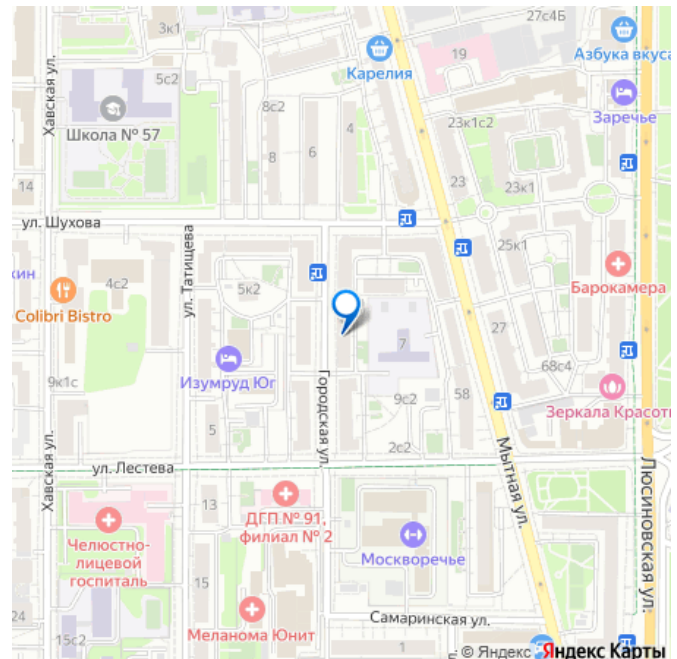 27с4Б
Хавская ул.
3к1
Азбука вкуса
19
Карелия
5с2
Заречье
8с2
4
23к1с2
Школа № 57
8
6
14
23
23к1
ул. Шухова
ул. Татищева
25к1
4с2
5к2
Барокамера
Colibri Bistro
27
7
Изумруд Юг
68с4
9к1с
Городская ул.
9с2
58
Зеркала Красоты
5
2с2
Мытная ул.
Хавская ул.
ул. Лестева
Люсиновская ул.
13
ДГП № 91,
филиал № 2
Челюстно-
лицевой
госпиталь
Москворечье
15
24
Самаринская ул.
Меланома Юнит
15с2
1
© Яндекс Яндекс Карты